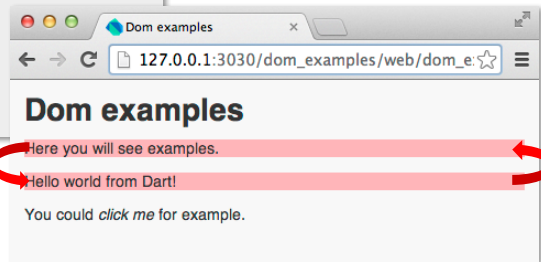 Dom examples
127.0.0.1:3030/dom_examples/web/dom_e
Dom examples
Here you will see examples.
Hello world from Dart!
You could click me for example.